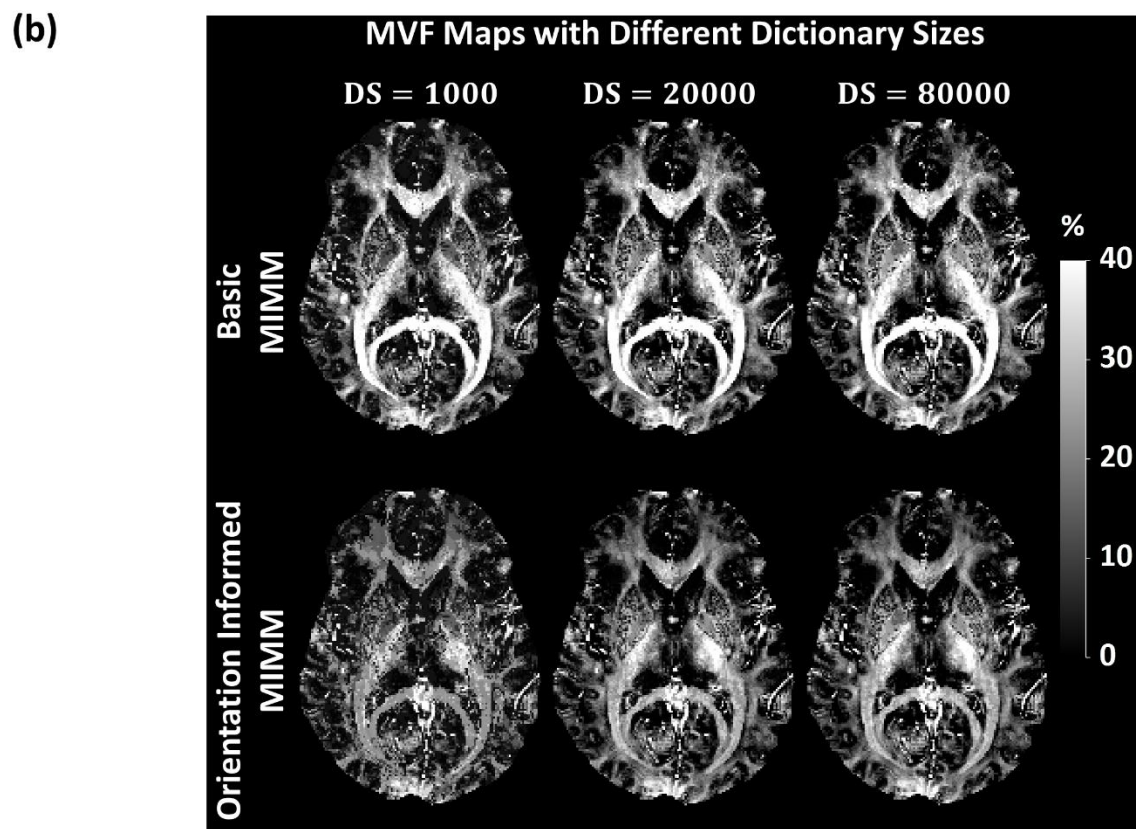 (b)
MVF Maps with Different Dictionary Sizes
DS = 1000
DS = 20000
DS = 80000
Basic
MIMM
Orientation Informed
MIMM
%
40
30
20
10
0